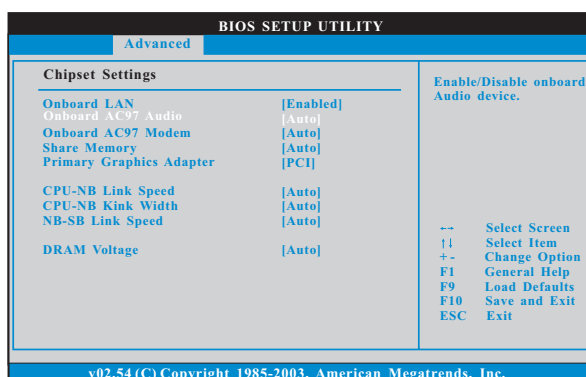 BIOS SETUP UTILITY
Advanced
Chipset Settings
Onboard LAN [Enabled]
Onboard AC97 Audio [Auto]
Onboard AC97 Modem [Auto]
Share Memory [Auto]
Primary Graphics Adapter [PCI]
CPU-NB Link Speed [Auto]
CPU-NB Kink Width [Auto]
NB-SB Link Speed [Auto]
DRAM Voltage [Auto]
Enable/Disable onboard
Audio device.
←→ Select Screen
↑↓ Select Item
+ - Change Option
F1 General Help
F9 Load Defaults
F10 Save and Exit
ESC Exit
v02.54 (C) Copyright 1985-2003, American Megatrends, Inc.